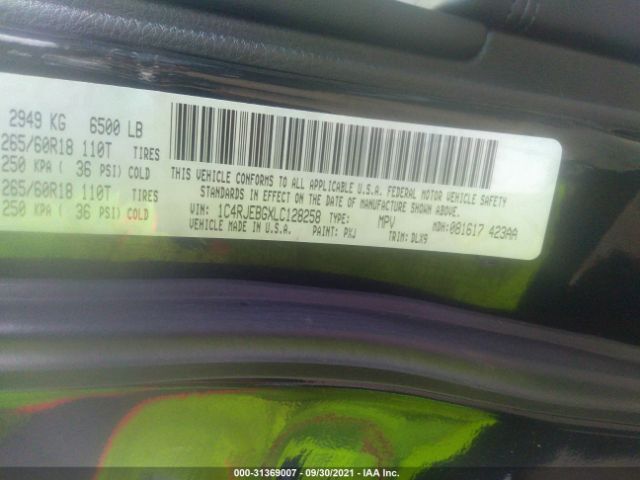 2949 KG 6500 LB
265/60R18 110T TIRES
250 KPA ( 36 PSI) COLD
265/60R18 110T TIRES
250 KPA ( 36 PSI) COLD
THIS VEHICLE CONFORMS TO ALL APPLICABLE U.S.A. FEDERAL MOTOR VEHICLE SAFETY
STANDARDS IN EFFECT ON THE DATE OF MANUFACTURE SHOWN ABOVE.
VIN: 1C4RJEBGXLC128258 TYPE: MPV MDH: 081617 423AA
VEHICLE MADE IN U.S.A. PAINT: PXJ TRIM: DLX9
000-31369007 - 09/30/2021 - IAA Inc.